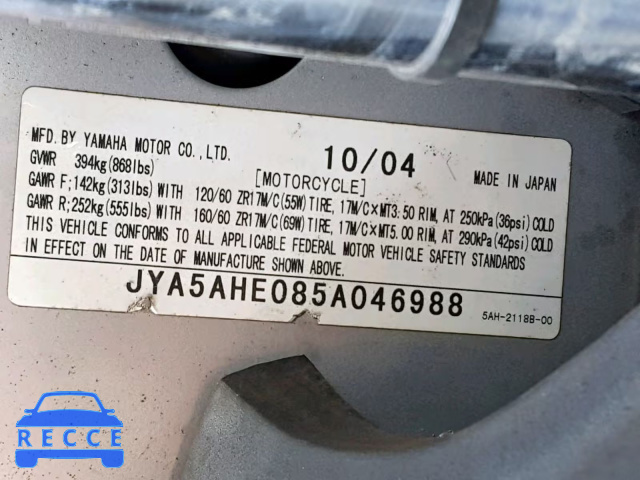 MFD. BY YAMAHA MOTOR CO., LTD. 10/04 MADE IN JAPAN
GVWR 394kg(868lbs) [MOTORCYCLE]
GAWR F; 142kg(313lbs) WITH 120/60 ZR17M/C(55W)TIRE, 17M/C×MT3.50 RIM, AT 250kPa(36psi)COLD
GAWR R; 252kg(555lbs) WITH 160/60 ZR17M/C(69W)TIRE, 17M/C×MT5.00 RIM, AT 290kPa(42psi)COLD
THIS VEHICLE CONFORMS TO ALL APPLICABLE FEDERAL MOTOR VEHICLE SAFETY STANDARDS
IN EFFECT ON THE DATE OF MANUFACTURE SHOWN ABOVE.
JYA5AHE085A046988
5AH-2118B-00
RECCE